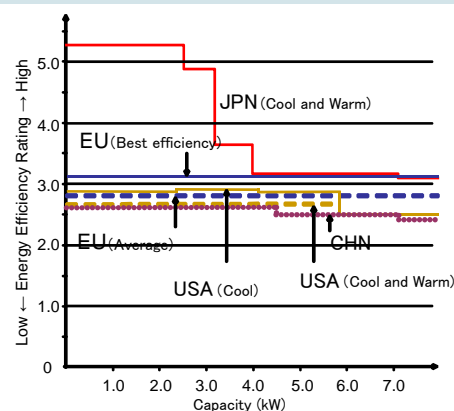 Low ← Energy Efficiency Rating → High
5.0
4.0
3.0
2.0
1.0
0
JPN (Cool and Warm)
EU (Best efficiency)
EU (Average)
CHN
USA (Cool)
USA (Cool and Warm)
1.0 2.0 3.0 4.0 5.0 6.0 7.0
Capacity (kW)